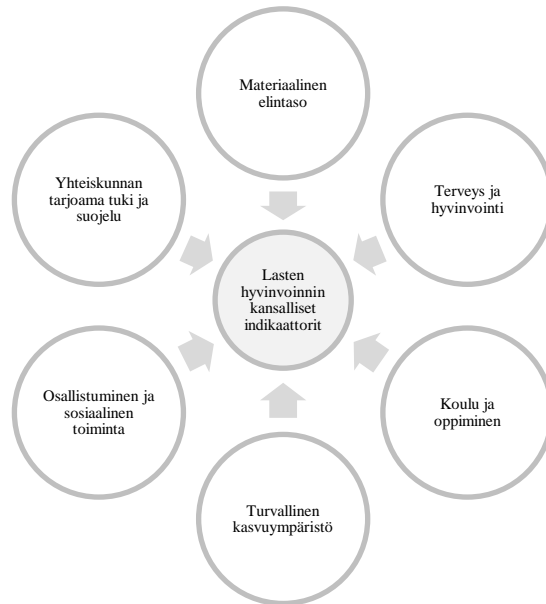 Materiaalinen
elintaso
Yhteiskunnan
tarjoama tuki ja
suojelu
Terveys ja
hyvinvointi
Lasten
hyvinvoinnin
kansalliset
indikaattorit
Osallistuminen ja
sosiaalinen
toiminta
Koulu ja
oppiminen
Turvallinen
kasvuympäristö